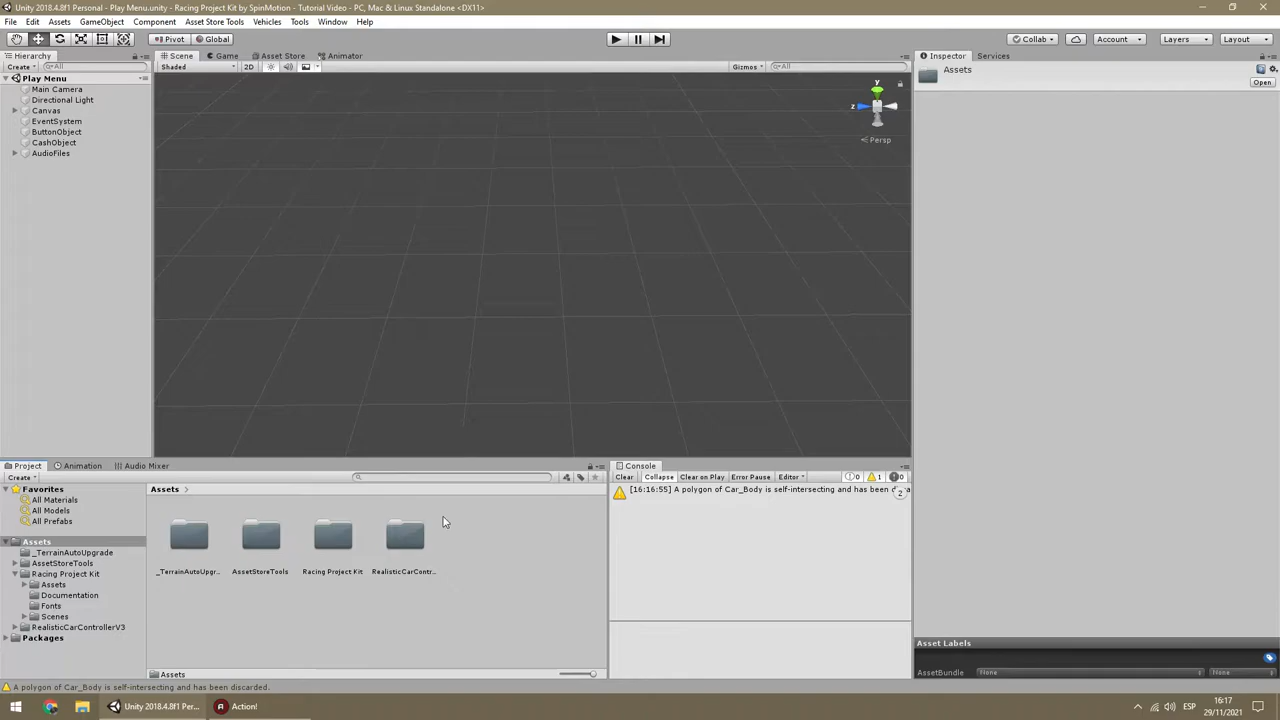 Unity 2018.4.8f1 Personal - Play Menu.unity - Racing Project Kit by SpinMotion - Tutorial Video - PC, Mac & Linux Standalone <DX11>
File Edit Assets GameObject Component Asset Store Tools Vehicles Tools Window Help
Pivot Global Collab Account Layers Layout
Hierarchy Scene Game Asset Store Animator Inspector Services
Create All Shaded 2D Gizmos All
Assets
Open
Play Menu
Main Camera
Directional Light
Canvas
EventSystem
ButtonObject
CashObject
AudioFiles
y
z
Persp
Project Animation Audio Mixer Console
Create Clear Collapse Clear on Play Error Pause Editor 0 1 0
Favorites
All Materials
All Models
All Prefabs
Assets
_TerrainAutoUpgrade
AssetStoreTools
Racing Project Kit
Assets
Documentation
Fonts
Scenes
RealisticCarControllerV3
Packages
Assets
_TerrainAutoUpgr... AssetStoreTools Racing Project Kit RealisticCarContr...
Assets
[16:16:55] A polygon of Car_Body is self-intersecting and has been
2
Asset Labels
AssetBundle None None
A polygon of Car_Body is self-intersecting and has been discarded.
Unity 2018.4.8f1 Per... Action! ESP 16:17
29/11/2021